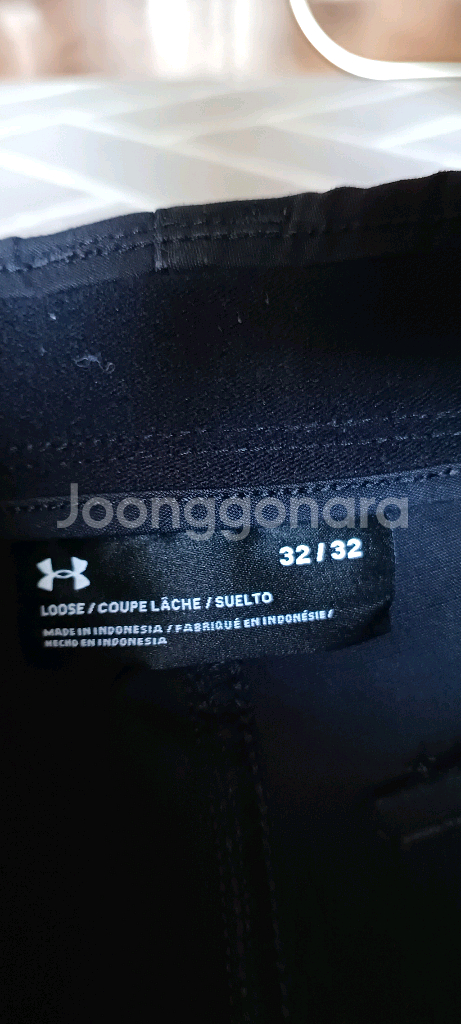 Joonggonara
32 / 32
LOOSE / COUPE LÂCHE / SUELTO
MADE IN INDONESIA / FABRIQUÉ EN INDONÉSIE /
HECHO EN INDONESIA